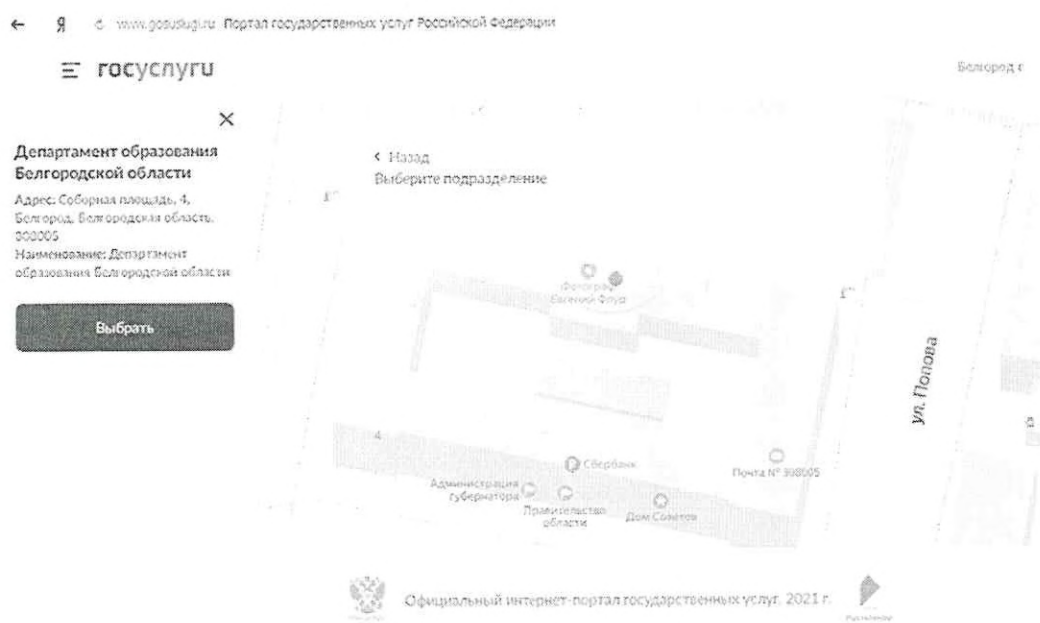 www.gosuslugi.ru Портал государственных услуг Российской Федерации
госуслуги
Белгород г
Департамент образования
Белгородской области
Адрес: Соборная площадь, 4,
Белгород, Белгородская область,
308005
Наименование: Департамент
образования Белгородской области
Выбрать
Назад
Выберите подразделение
Фотограф
Евгений
ул. Попова
4
Сбербанк
Почта № 308005
Администрация
губернатора
Правительство
области
Дом Советов
Официальный интернет-портал государственных услуг. 2021 г.